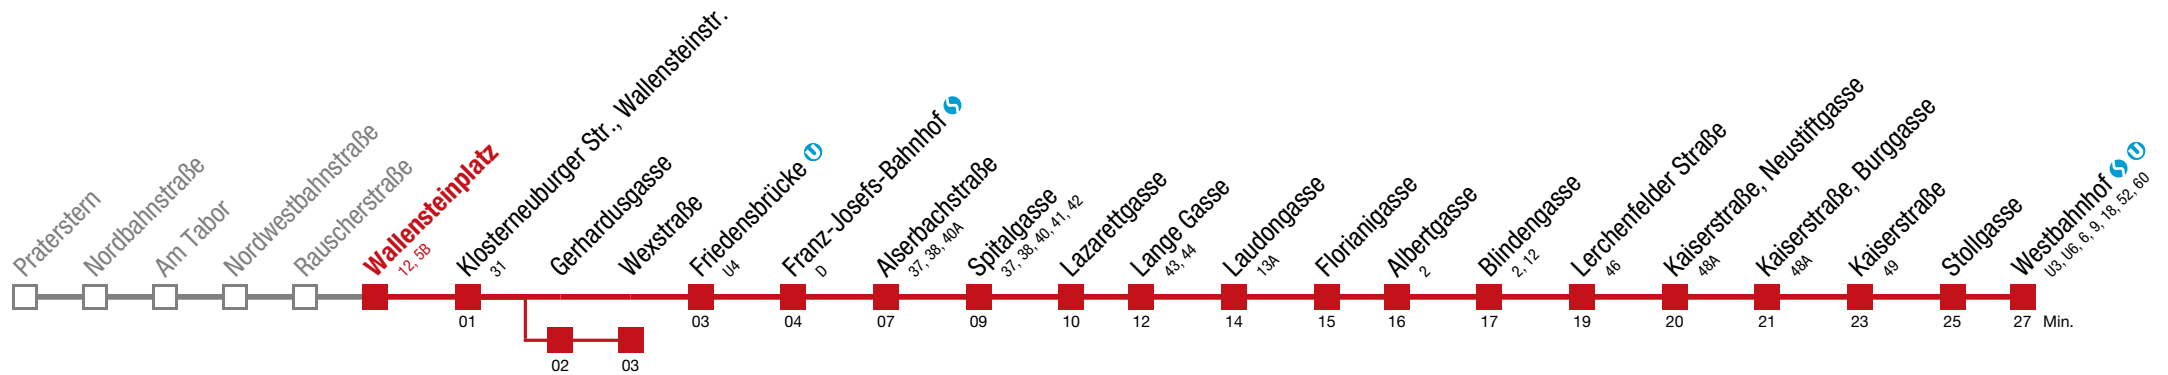 Praterstern
Nordbahnstraße
Am Tabor
Nordwestbahnstraße
Rauscherstraße
Wallensteinplatz
12, 5B
Klosterneuburger Str., Wallensteinstr.
31
Gerhardusgasse
Wexstraße
Friedensbrücke U
U4
Franz-Josefs-Bahnhof S
D
Alserbachstraße
37, 38, 40A
Spitalgasse
37, 38, 40, 41, 42
Lazarettgasse
Lange Gasse
43, 44
Laudongasse
13A
Florianigasse
Albertgasse
2
Blindengasse
2, 12
Lerchenfelder Straße
46
Kaiserstraße, Neustiftgasse
48A
Kaiserstraße, Burggasse
48A
Kaiserstraße
49
Stollgasse
Westbahnhof S U
U3, U6, 6, 9, 18, 52, 60
01 03 04 07 09 10 12 14 15 16 17 19 20 21 23 25 27 Min.
02 03